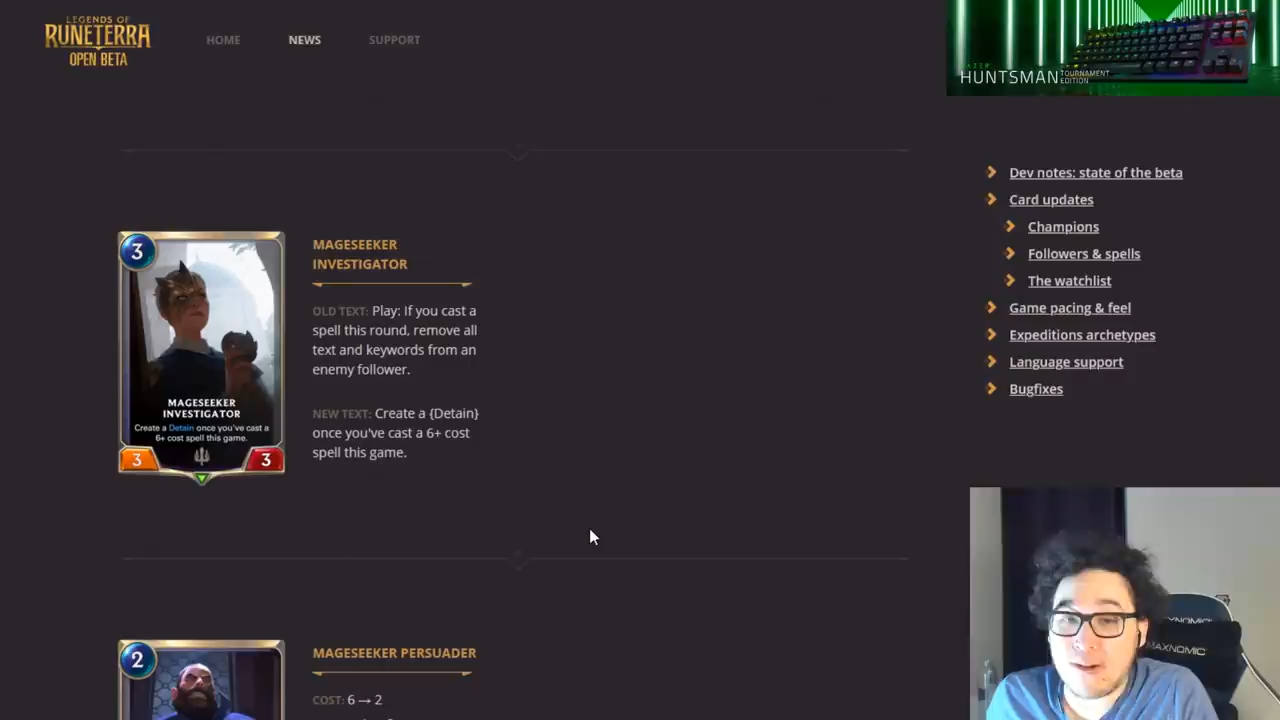 LEGENDS OF
RUNETERRA
OPEN BETA
HOME
NEWS
SUPPORT
HUNTSMAN TOURNAMENT
EDITION
Dev notes: state of the beta
Card updates
Champions
Followers & spells
The watchlist
Game pacing & feel
Expeditions archetypes
Language support
Bugfixes
3
MAGESEEKER
INVESTIGATOR
Create a Detain once you've cast a
6+ cost spell this game.
3
3
MAGESEEKER
INVESTIGATOR
OLD TEXT: Play: If you cast a
spell this round, remove all
text and keywords from an
enemy follower.
NEW TEXT: Create a {Detain}
once you've cast a 6+ cost
spell this game.
2
MAGESEEKER PERSUADER
COST: 6 → 2
MAXNOMIC
MAXNOMIC